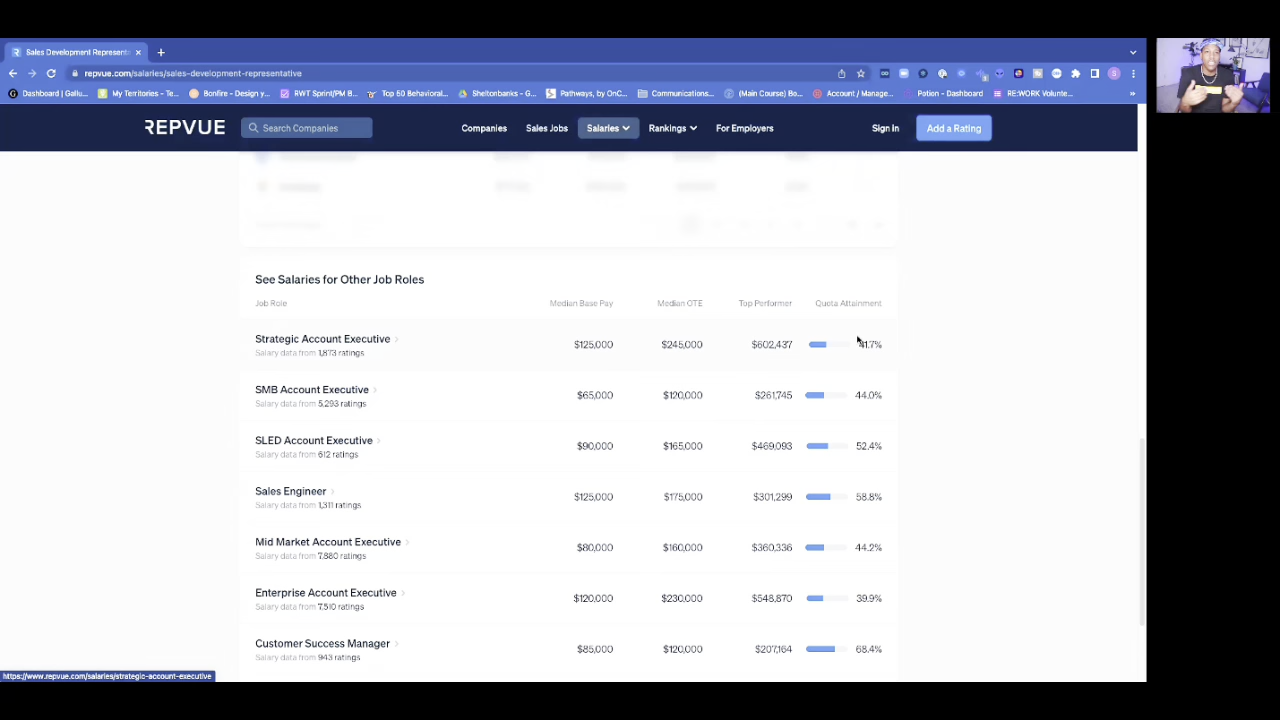 Sales Development Representa
repvue.com/salaries/sales-development-representative
Dashboard | Gallu... My Territories - Te... Bonfire - Design y... RWT Sprint/PM B... Top 60 Behavioral... Sheltonbanks - G... Pathways, by OnC... Communications... (Main Course) Bo... Account / Manage... Potion - Dashboard RE:WORK Volunte... »
REPVUE Search Companies Companies Sales Jobs Salaries Rankings For Employers Sign in Add a Rating
See Salaries for Other Job Roles
Job Role Median Base Pay Median OTE Top Performer Quota Attainment
Strategic Account Executive $125,000 $245,000 $602,437 41.7%
Salary data from 1,873 ratings
SMB Account Executive $65,000 $120,000 $261,745 44.0%
Salary data from 5,293 ratings
SLED Account Executive $90,000 $165,000 $469,093 52.4%
Salary data from 612 ratings
Sales Engineer $125,000 $175,000 $301,299 58.8%
Salary data from 1,311 ratings
Mid Market Account Executive $80,000 $160,000 $360,336 44.2%
Salary data from 7,880 ratings
Enterprise Account Executive $120,000 $230,000 $548,870 39.9%
Salary data from 7,510 ratings
Customer Success Manager $85,000 $120,000 $207,164 68.4%
Salary data from 943 ratings
https://www.repvue.com/salaries/strategic-account-executive